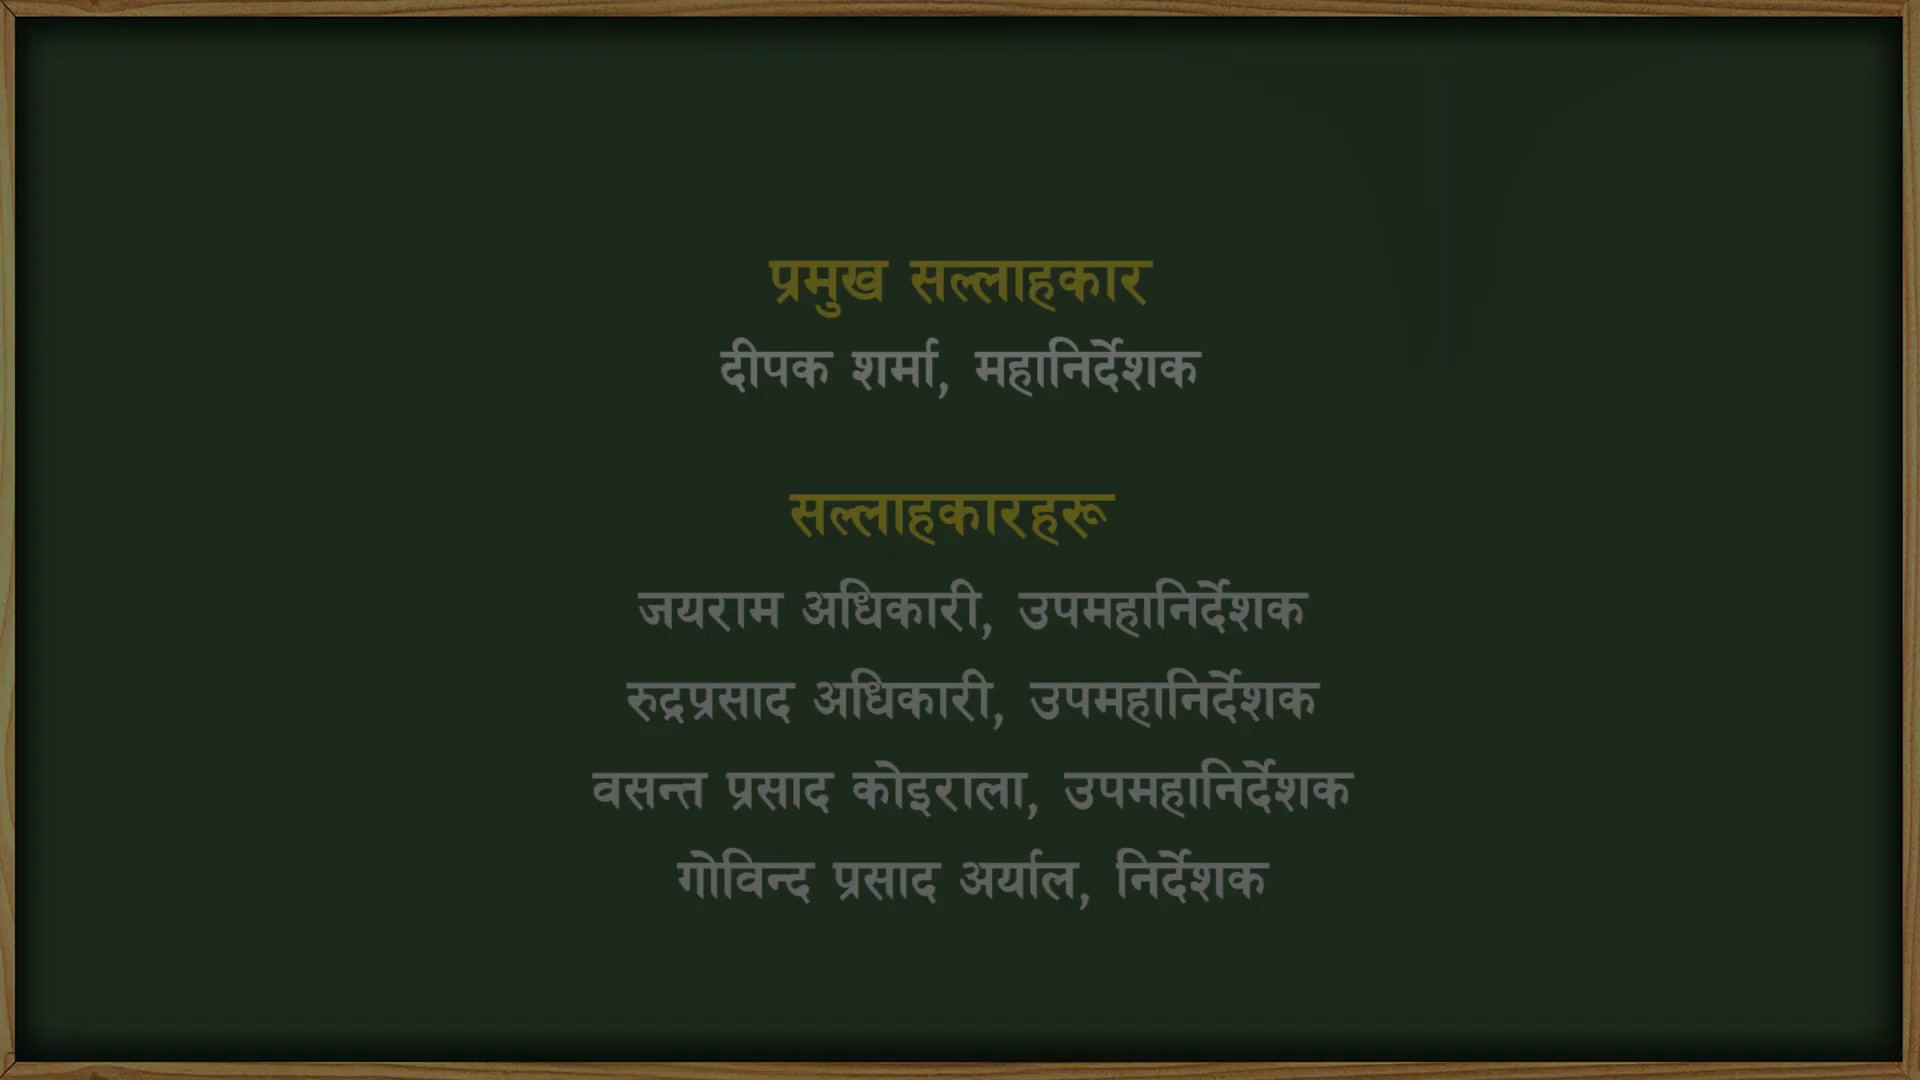 प्रमुख सल्लाहकार
दीपक शर्मा, महानिर्देशक
सल्लाहकारहरू
जयराम अधिकारी, उपमहानिर्देशक
रुद्रप्रसाद अधिकारी, उपमहानिर्देशक
वसन्त प्रसाद कोइराला, उपमहानिर्देशक
गोविन्द प्रसाद अर्याल, निर्देशक